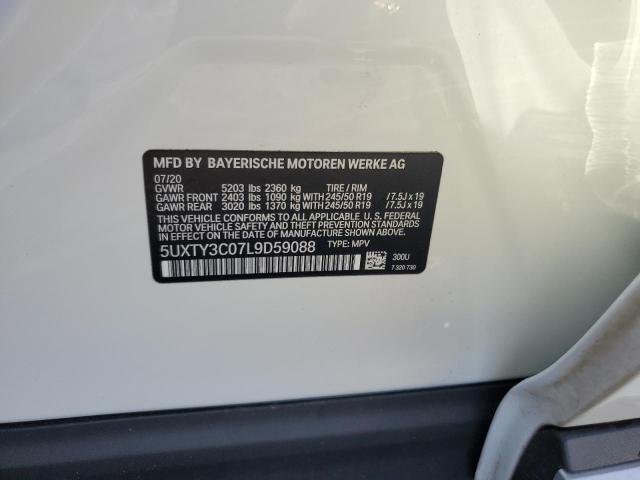 MFD BY BAYERISCHE MOTOREN WERKE AG
07/20
GVWR 5203 lbs 2360 kg TIRE / RIM
GAWR FRONT 2403 lbs 1090 kg WITH 245/50 R19 / 7.5J x 19
GAWR REAR 3020 lbs 1370 kg WITH 245/50 R19 / 7.5J x 19
THIS VEHICLE CONFORMS TO ALL APPLICABLE U. S. FEDERAL
MOTOR VEHICLE SAFETY AND THEFT PREVENTION STANDARDS
IN EFFECT ON THE DATE OF MANUFACTURE SHOWN ABOVE.
5UXTY3C07L9D59088 TYPE: MPV
300U
7 320 730